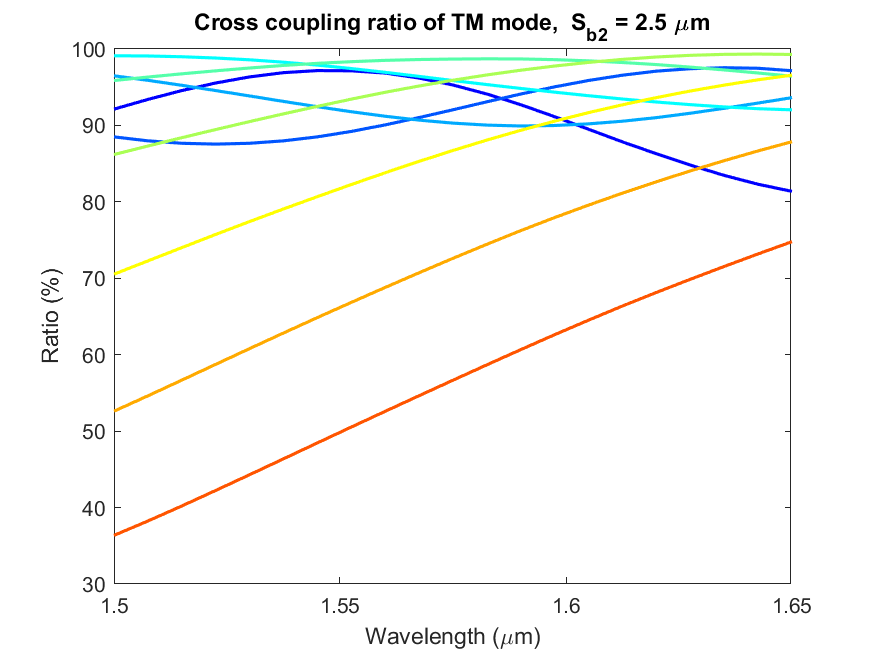 Cross coupling ratio of TM mode,  S_b2 = 2.5 μm
100
90
80
70
60
50
40
30
Ratio (%)
1.5 1.55 1.6 1.65
Wavelength (μm)